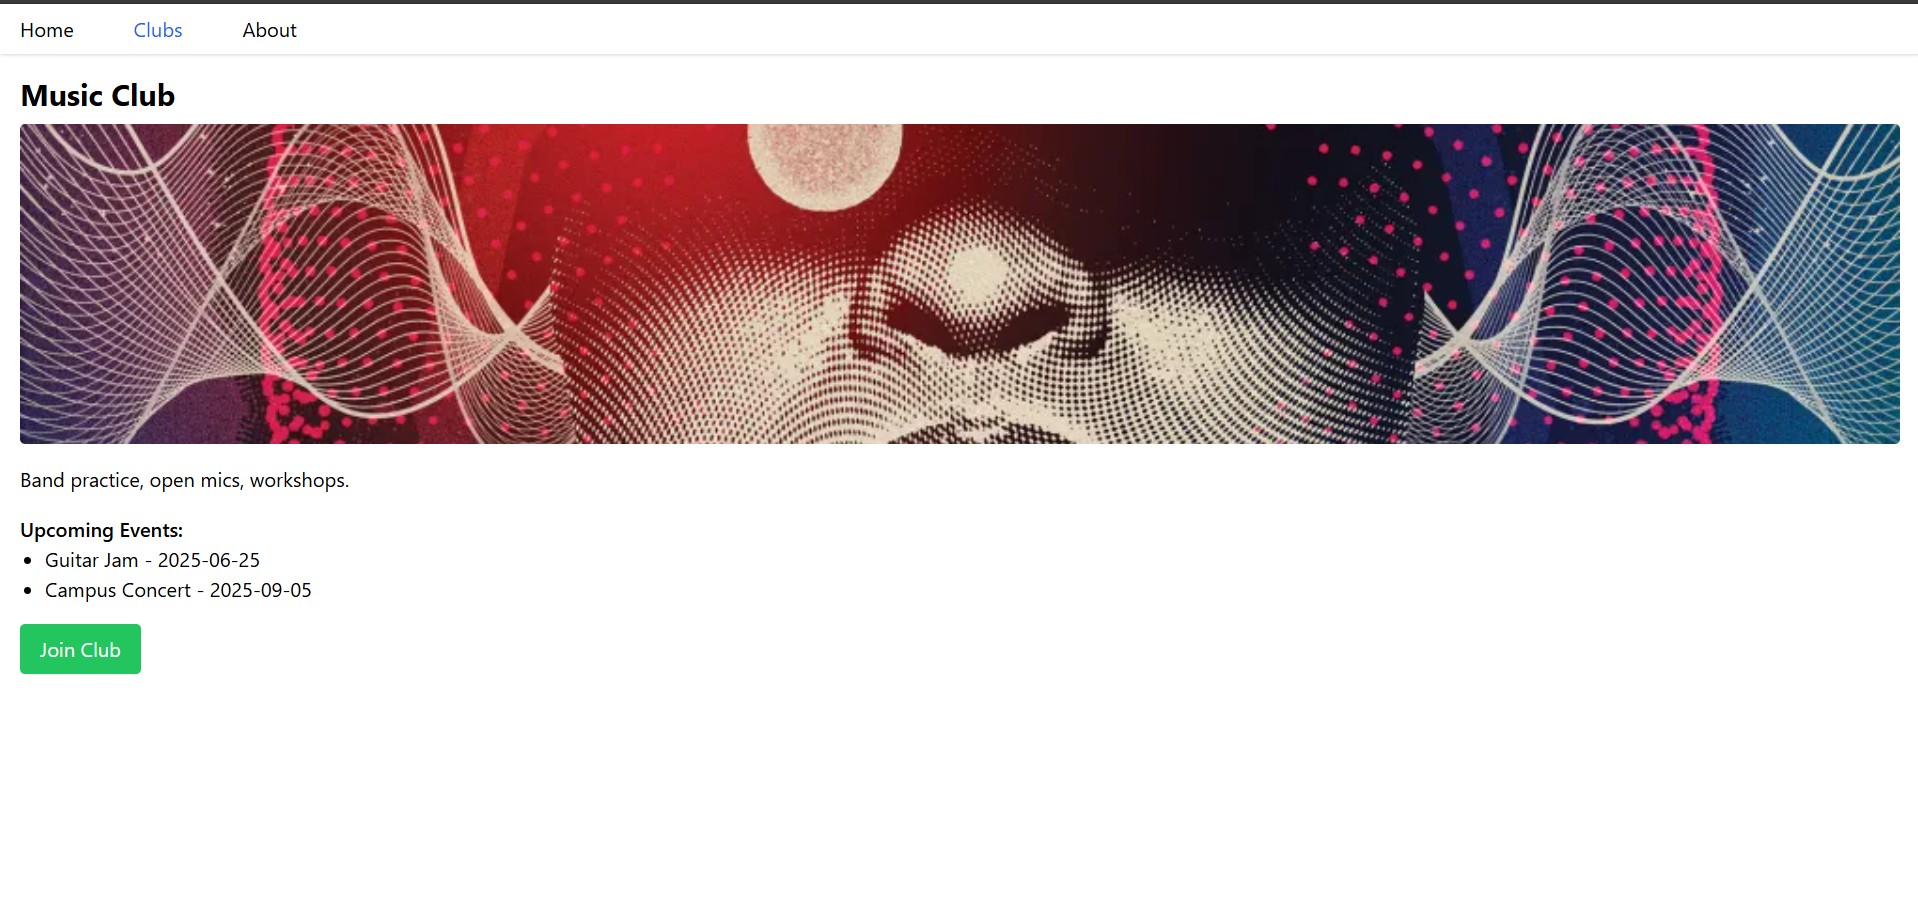 Home Clubs About
Music Club
Band practice, open mics, workshops.
Upcoming Events:
• Guitar Jam - 2025-06-25
• Campus Concert - 2025-09-05
Join Club